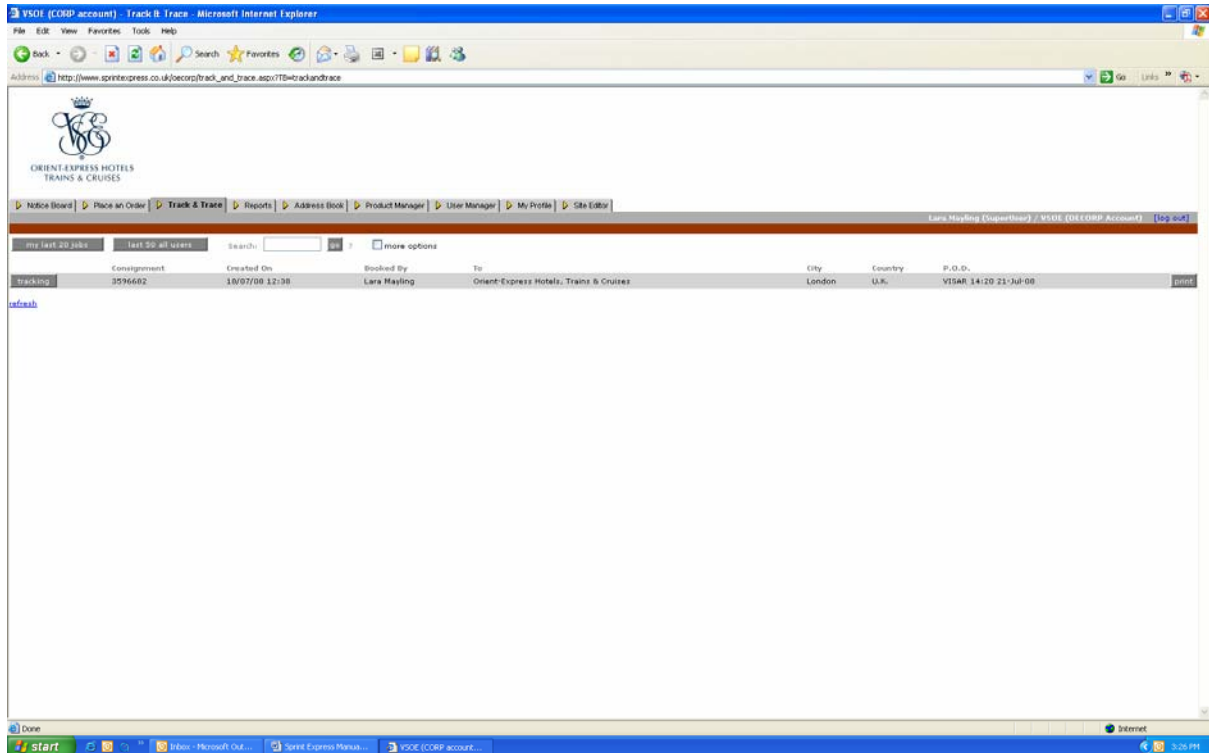 VSOE (CORP account) - Track & Trace - Microsoft Internet Explorer
File Edit View Favorites Tools Help
Back Search Favorites
Address http://www.sprintexpress.co.uk/oecorp/track_and_trace.aspx?TB=trackandtrace Go Links »
VSOE
ORIENT-EXPRESS HOTELS
TRAINS & CRUISES
Notice Board Place an Order Track & Trace Reports Address Book Product Manager User Manager My Profile Site Editor
Lara Mayling (SuperUser) / VSOE (OECORP Account) [log out]
my last 20 jobs last 50 all users Search: go ? more options
Consignment Created On Booked By To City Country P.O.D.
tracking 3596602 18/07/08 12:38 Lara Mayling Orient-Express Hotels, Trains & Cruises London U.K. VISAR 14:20 21-Jul-08 print
refresh
Done Internet
start » Inbox - Microsoft Out... Sprint Express Manua... VSOE (CORP account... 3:26 PM